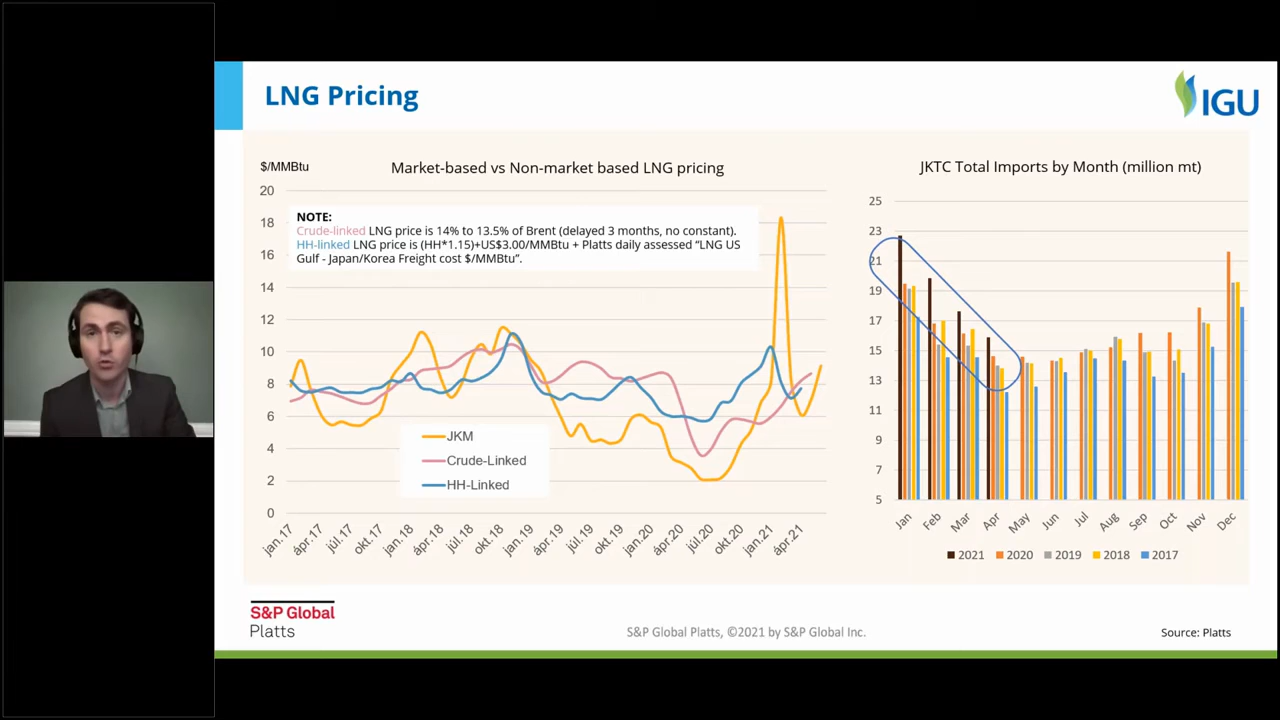 LNG Pricing
IGU
$/MMBtu
Market-based vs Non-market based LNG pricing
20
18
16
14
12
10
8
6
4
2
0
NOTE:
Crude-linked LNG price is 14% to 13.5% of Brent (delayed 3 months, no constant).
HH-linked LNG price is (HH*1.15)+US$3.00/MMBtu + Platts daily assessed “LNG US
Gulf - Japan/Korea Freight cost $/MMBtu”.
JKM
Crude-Linked
HH-Linked
jan.17
ápr.17
júl.17
okt.17
jan.18
ápr.18
júl.18
okt.18
jan.19
ápr.19
júl.19
okt.19
jan.20
ápr.20
júl.20
okt.20
jan.21
ápr.21
JKTC Total Imports by Month (million mt)
25
23
21
19
17
15
13
11
9
7
5
Jan
Feb
Mar
Apr
May
Jun
Jul
Aug
Sep
Oct
Nov
Dec
2021 2020 2019 2018 2017
S&P Global
Platts
S&P Global Platts, ©2021 by S&P Global Inc.
Source: Platts